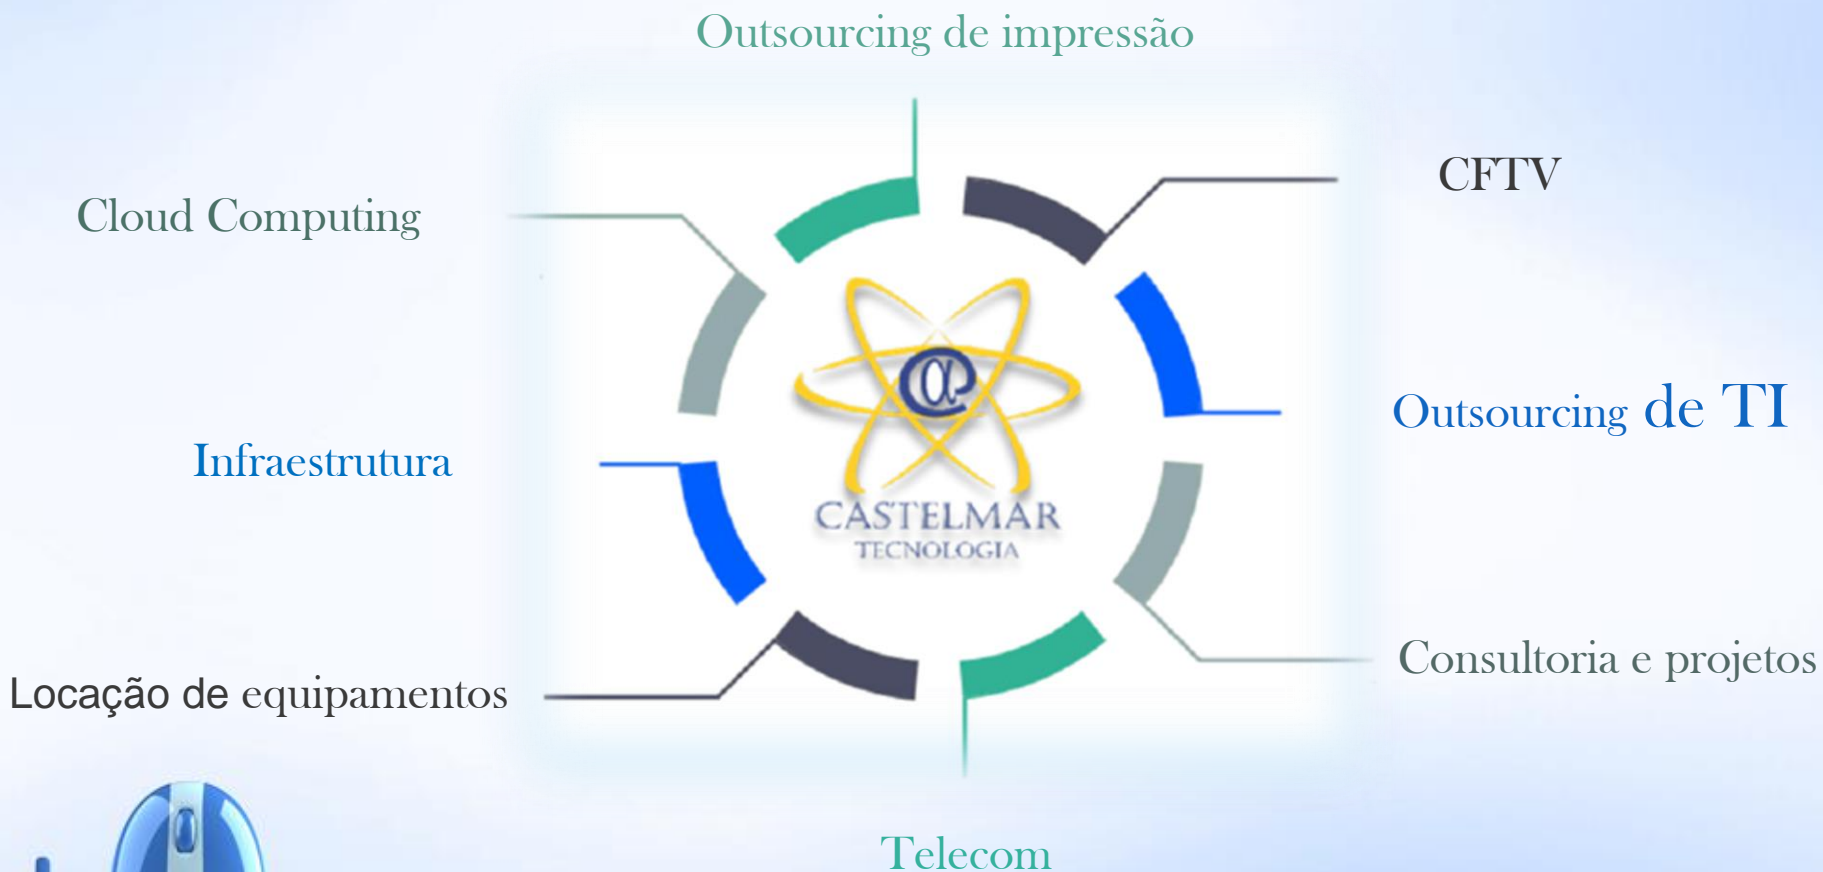 Outsourcing de impressão
CFTV
Cloud Computing
Outsourcing de TI
Infraestrutura
@
CASTELMAR
TECNOLOGIA
Consultoria e projetos
Locação de equipamentos
Telecom